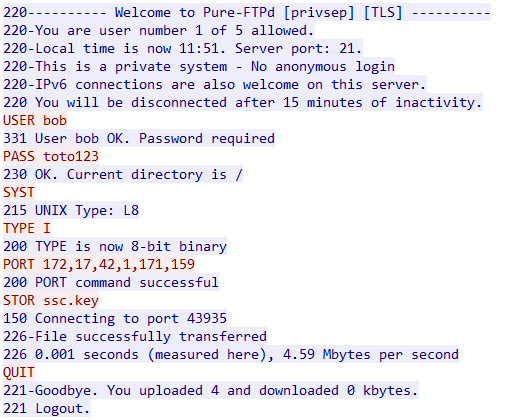 220---------- Welcome to Pure-FTPd [privsep] [TLS] ----------
220-You are user number 1 of 5 allowed.
220-Local time is now 11:51. Server port: 21.
220-This is a private system - No anonymous login
220-IPv6 connections are also welcome on this server.
220 You will be disconnected after 15 minutes of inactivity.
USER bob
331 User bob OK. Password required
PASS toto123
230 OK. Current directory is /
SYST
215 UNIX Type: L8
TYPE I
200 TYPE is now 8-bit binary
PORT 172,17,42,1,171,159
200 PORT command successful
STOR ssc.key
150 Connecting to port 43935
226-File successfully transferred
226 0.001 seconds (measured here), 4.59 Mbytes per second
QUIT
221-Goodbye. You uploaded 4 and downloaded 0 kbytes.
221 Logout.